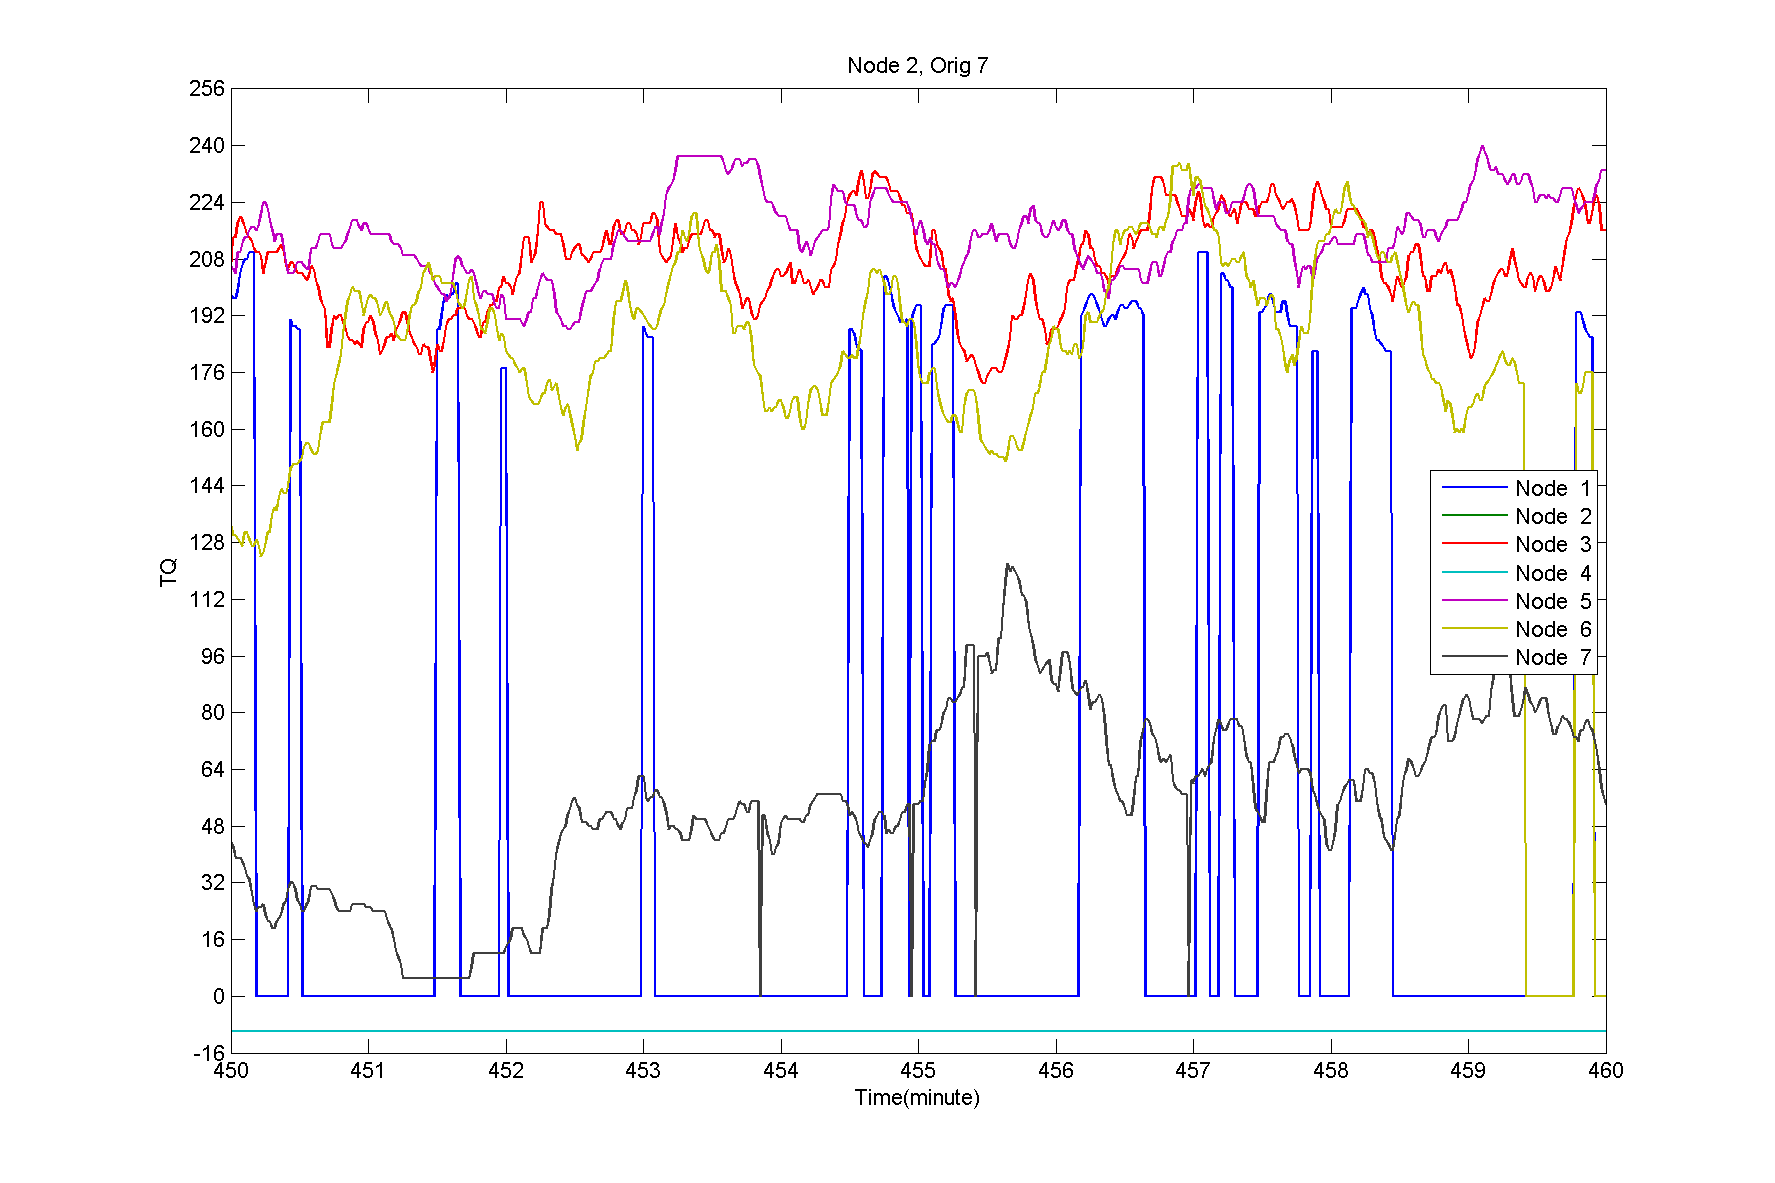 Node 2, Orig 7
256
240
224
208
192
176
160
144
128
112
96
80
64
48
32
16
0
-16
TQ
Node 1
Node 2
Node 3
Node 4
Node 5
Node 6
Node 7
450 451 452 453 454 455 456 457 458 459 460
Time(minute)